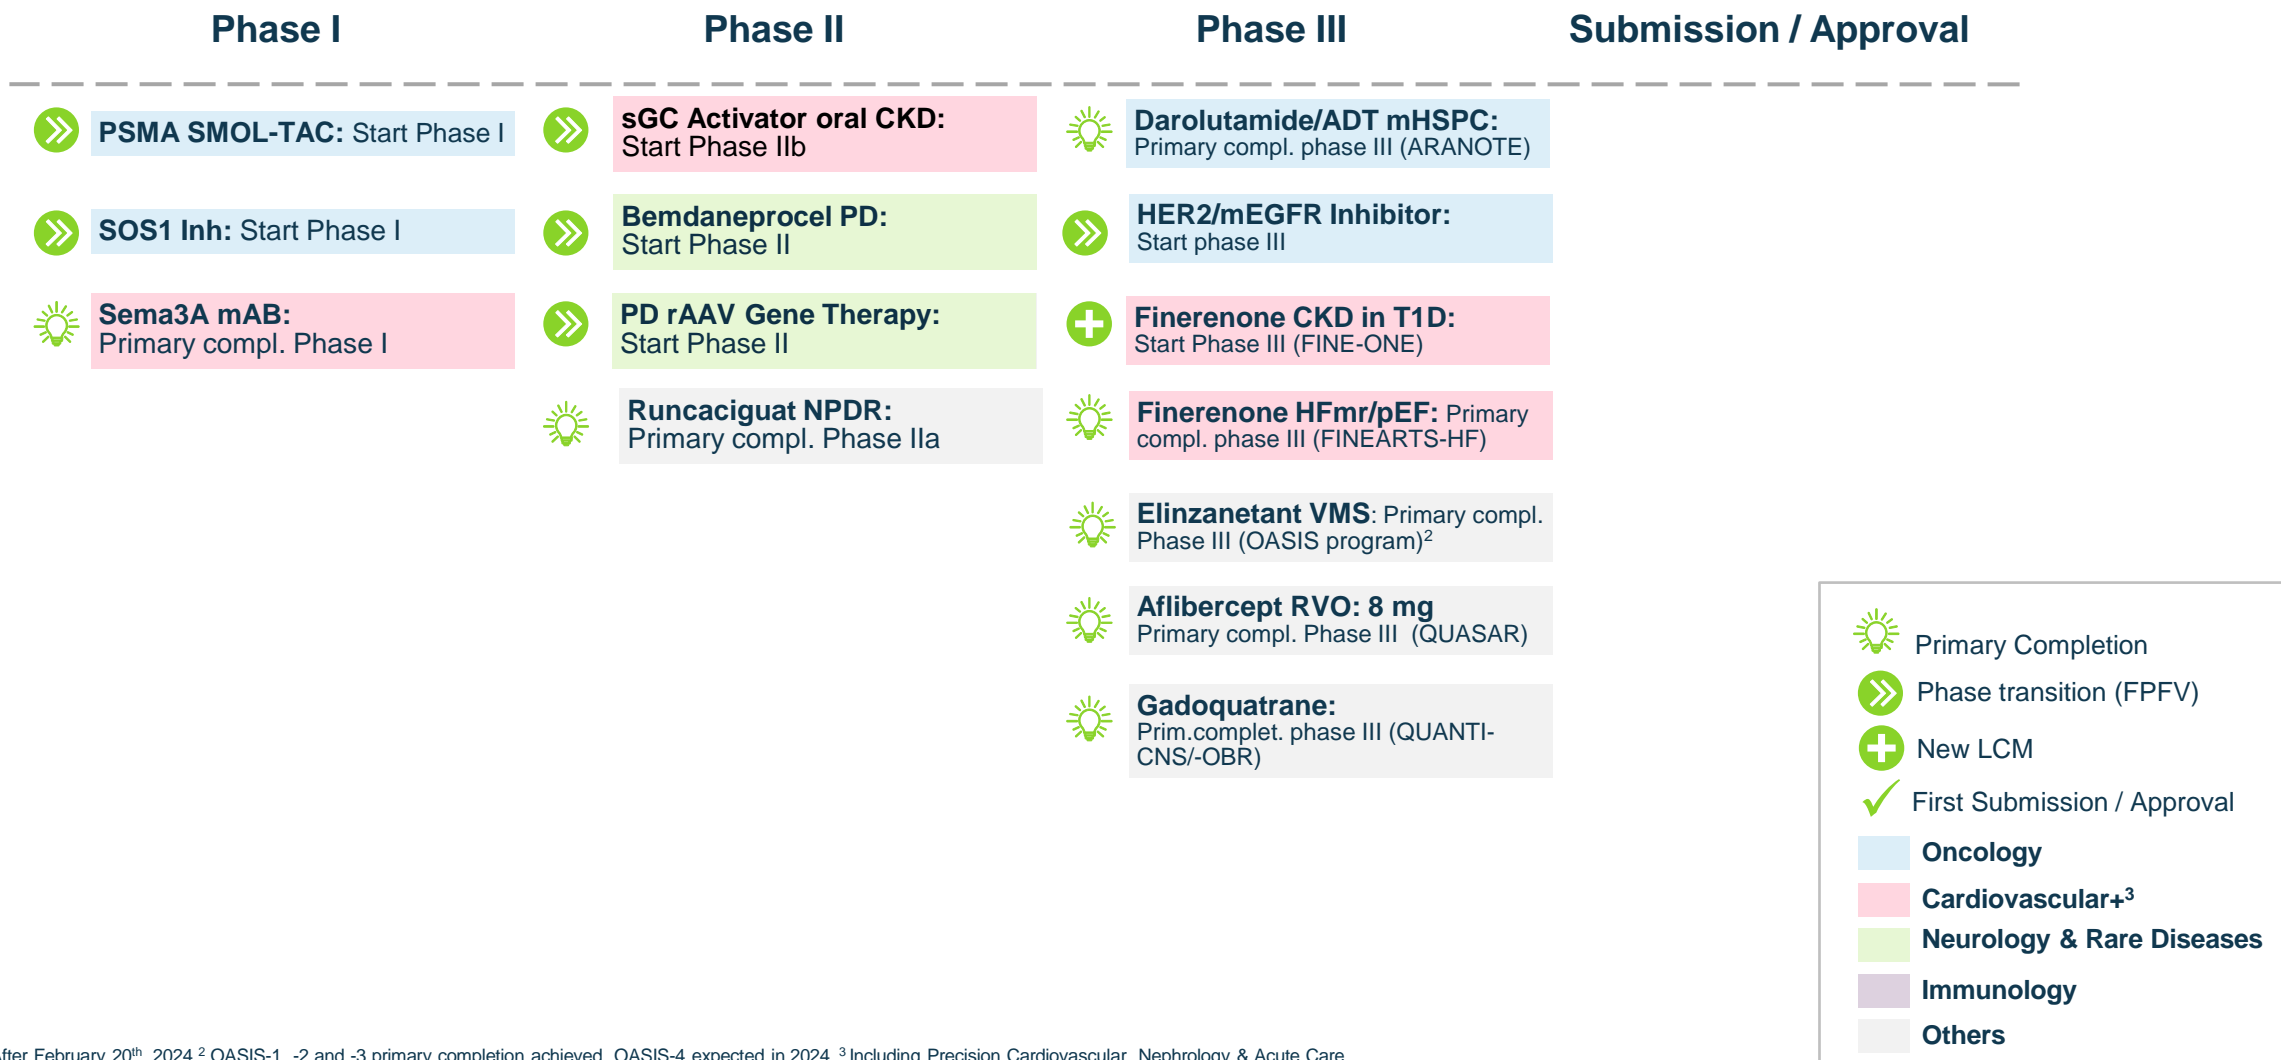 Phase I
Phase II
Phase III
Submission / Approval
PSMA SMOL-TAC: Start Phase I
SOS1 Inh: Start Phase I
Sema3A mAB:
Primary compl. Phase I
sGC Activator oral CKD:
Start Phase IIb
Bemdaneprocel PD:
Start Phase II
PD rAAV Gene Therapy:
Start Phase II
Runcaciguat NPDR:
Primary compl. Phase IIa
Darolutamide/ADT mHSPC:
Primary compl. phase III (ARANOTE)
HER2/mEGFR Inhibitor:
Start phase III
Finerenone CKD in T1D:
Start Phase III (FINE-ONE)
Finerenone HFmr/pEF: Primary
compl. phase III (FINEARTS-HF)
Elinzanetant VMS: Primary compl.
Phase III (OASIS program)²
Aflibercept RVO: 8 mg
Primary compl. Phase III (QUASAR)
Gadoquatrane:
Prim.complet. phase III (QUANTI-
CNS/-OBR)
Primary Completion
Phase transition (FPFV)
New LCM
First Submission / Approval
Oncology
Cardiovascular+³
Neurology & Rare Diseases
Immunology
Others
After February 20th, 2024 ² OASIS-1, -2 and -3 primary completion achieved, OASIS-4 expected in 2024 ³ Including Precision Cardiovascular, Nephrology & Acute Care